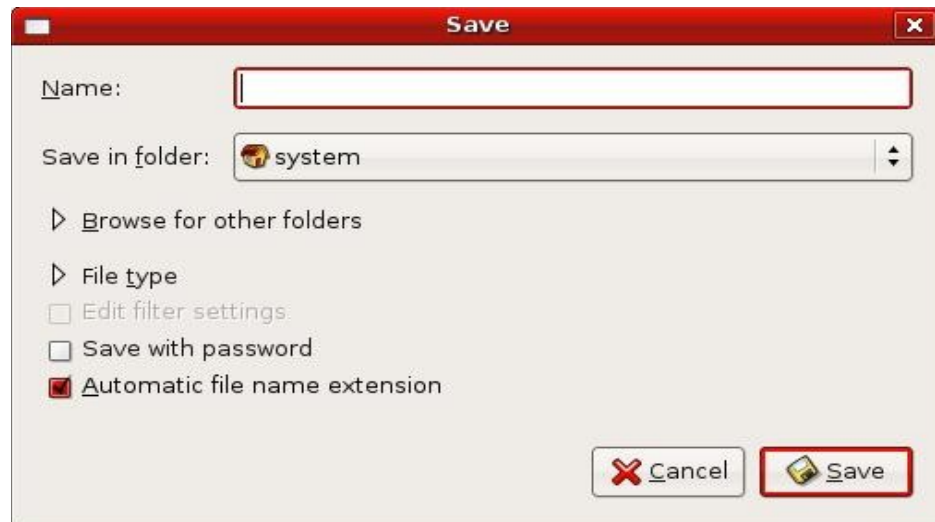 Save
Name:
Save in folder: system
Browse for other folders
File type
Edit filter settings
Save with password
Automatic file name extension
Cancel Save